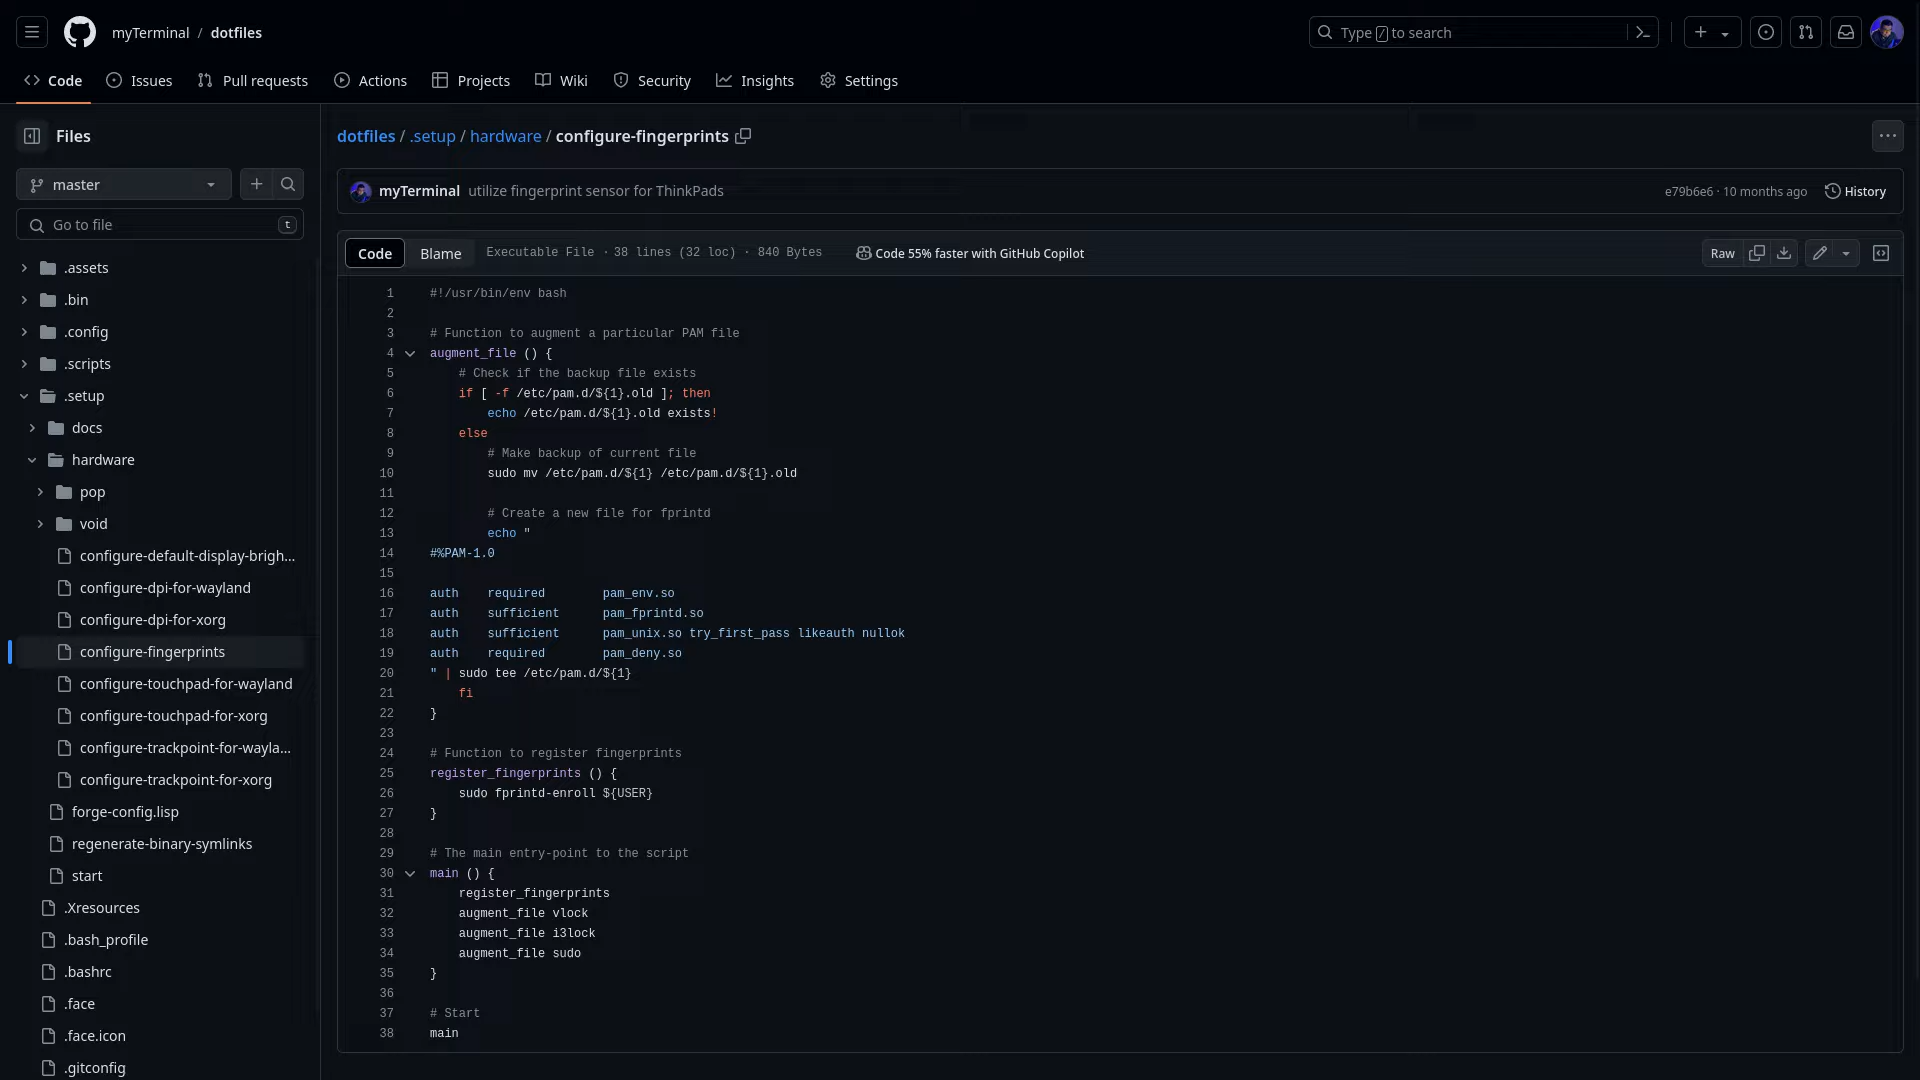 myTerminal / dotfiles
Type / to search
Code Issues Pull requests Actions Projects Wiki Security Insights Settings
Files
master
Go to file t
.assets
.bin
.config
.scripts
.setup
docs
hardware
pop
void
configure-default-display-brigh...
configure-dpi-for-wayland
configure-dpi-for-xorg
configure-fingerprints
configure-touchpad-for-wayland
configure-touchpad-for-xorg
configure-trackpoint-for-wayla...
configure-trackpoint-for-xorg
forge-config.lisp
regenerate-binary-symlinks
start
.Xresources
.bash_profile
.bashrc
.face
.face.icon
.gitconfig
dotfiles / .setup / hardware / configure-fingerprints
myTerminal utilize fingerprint sensor for ThinkPads e79b6e6 · 10 months ago History
Code Blame Executable File · 38 lines (32 loc) · 840 Bytes Code 55% faster with GitHub Copilot Raw
1 #!/usr/bin/env bash
2
3 # Function to augment a particular PAM file
4 augment_file () {
5     # Check if the backup file exists
6     if [ -f /etc/pam.d/${1}.old ]; then
7         echo /etc/pam.d/${1}.old exists!
8     else
9         # Make backup of current file
10         sudo mv /etc/pam.d/${1} /etc/pam.d/${1}.old
11
12         # Create a new file for fprintd
13         echo "
14 #%PAM-1.0
15
16 auth    required        pam_env.so
17 auth    sufficient      pam_fprintd.so
18 auth    sufficient      pam_unix.so try_first_pass likeauth nullok
19 auth    required        pam_deny.so
20 " | sudo tee /etc/pam.d/${1}
21     fi
22 }
23
24 # Function to register fingerprints
25 register_fingerprints () {
26     sudo fprintd-enroll ${USER}
27 }
28
29 # The main entry-point to the script
30 main () {
31     register_fingerprints
32     augment_file vlock
33     augment_file i3lock
34     augment_file sudo
35 }
36
37 # Start
38 main